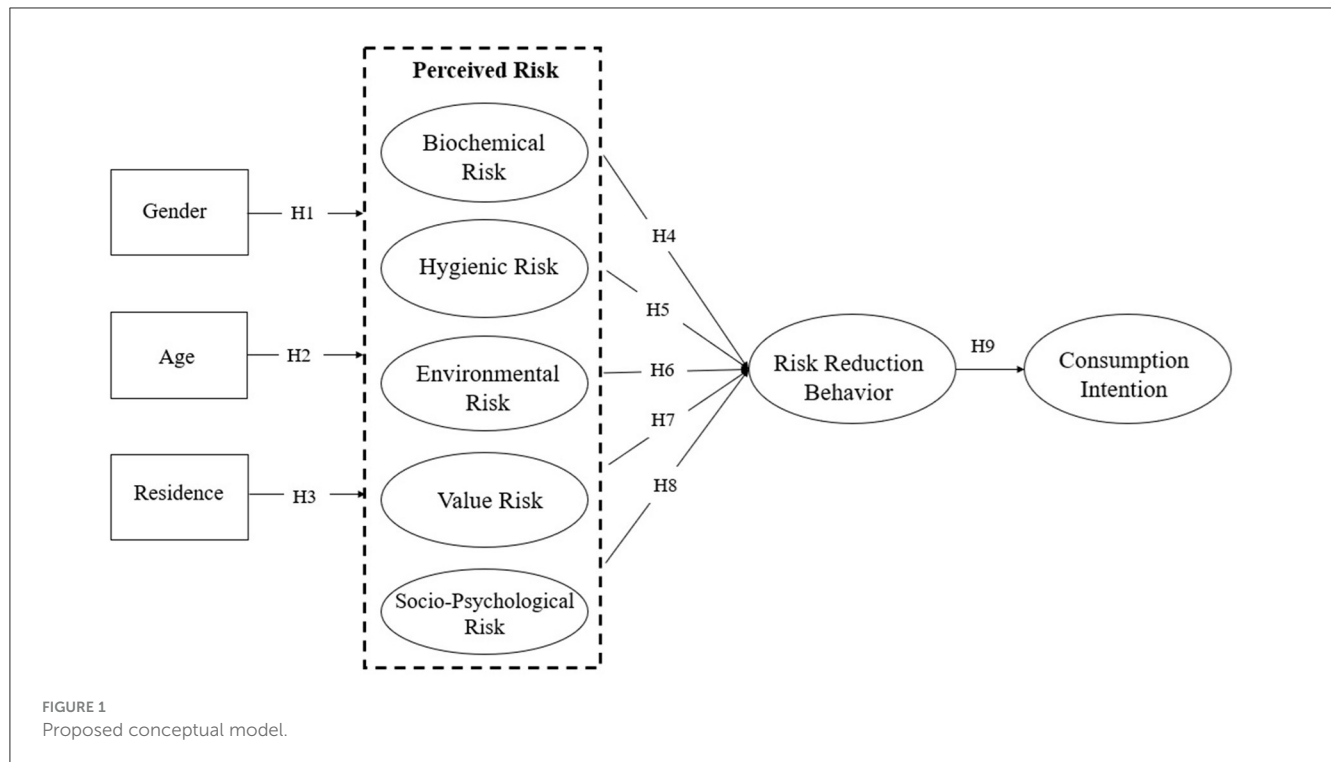 Perceived Risk
Biochemical
Risk
Gender
H1
H4
Hygienic Risk
H5
Age
H2
Environmental
Risk
H6
Risk Reduction
Behavior
H9
Consumption
Intention
H7
Residence
H3
Value Risk
H8
Socio-Psychological
Risk
FIGURE 1
Proposed conceptual model.